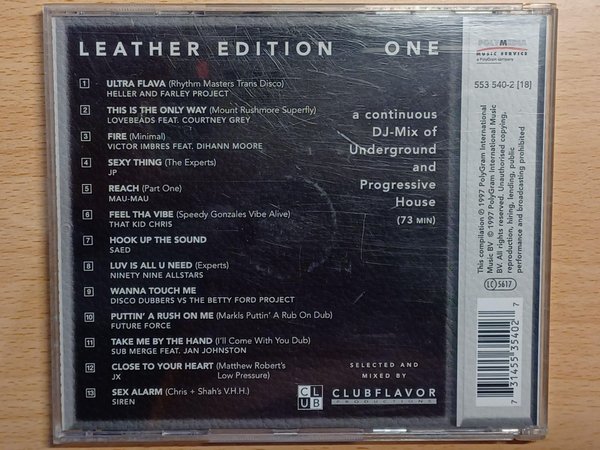 LEATHER EDITION ONE
1 ULTRA FLAVA (Rhythm Masters Trans Disco)
HELLER AND FARLEY PROJECT
2 THIS IS THE ONLY WAY (Mount Rushmore Superfly)
LOVEBEADS FEAT. COURTNEY GREY
3 FIRE (Minimal)
VICTOR IMBRES FEAT. DIHANN MOORE
4 SEXY THING (The Experts)
JP
5 REACH (Part One)
MAU-MAU
6 FEEL THA VIBE (Speedy Gonzales Vibe Alive)
THAT KID CHRIS
7 HOOK UP THE SOUND
SAED
8 LUV IS ALL U NEED (Experts)
NINETY NINE ALLSTARS
9 WANNA TOUCH ME
DISCO DUBBERS VS THE BETTY FORD PROJECT
10 PUTTIN' A RUSH ON ME (Markls Puttin' A Rub On Dub)
FUTURE FORCE
11 TAKE ME BY THE HAND (I'll Come With You Dub)
SUB MERGE FEAT. JAN JOHNSTON
12 CLOSE TO YOUR HEART (Matthew Robert's
JX Low Pressure)
13 SEX ALARM (Chris + Shah's V.H.H.)
SIREN
a continuous
DJ-Mix of
Underground
and
Progressive
House
(73 MIN)
SELECTED AND
MIXED BY
CLUB
CLUBFLAVOR
PRODUCTIONS
POLYMEDIA
MUSIC SERVICE
a PolyGram company
553 540-2 [18]
This compilation ℗ 1997 PolyGram International
Music BV. © 1997 PolyGram International Music
BV. All rights reserved. Unauthorised copying,
reproduction, hiring, lending, public
performance and broadcasting prohibited
LC 5617
7 31455 35402 7